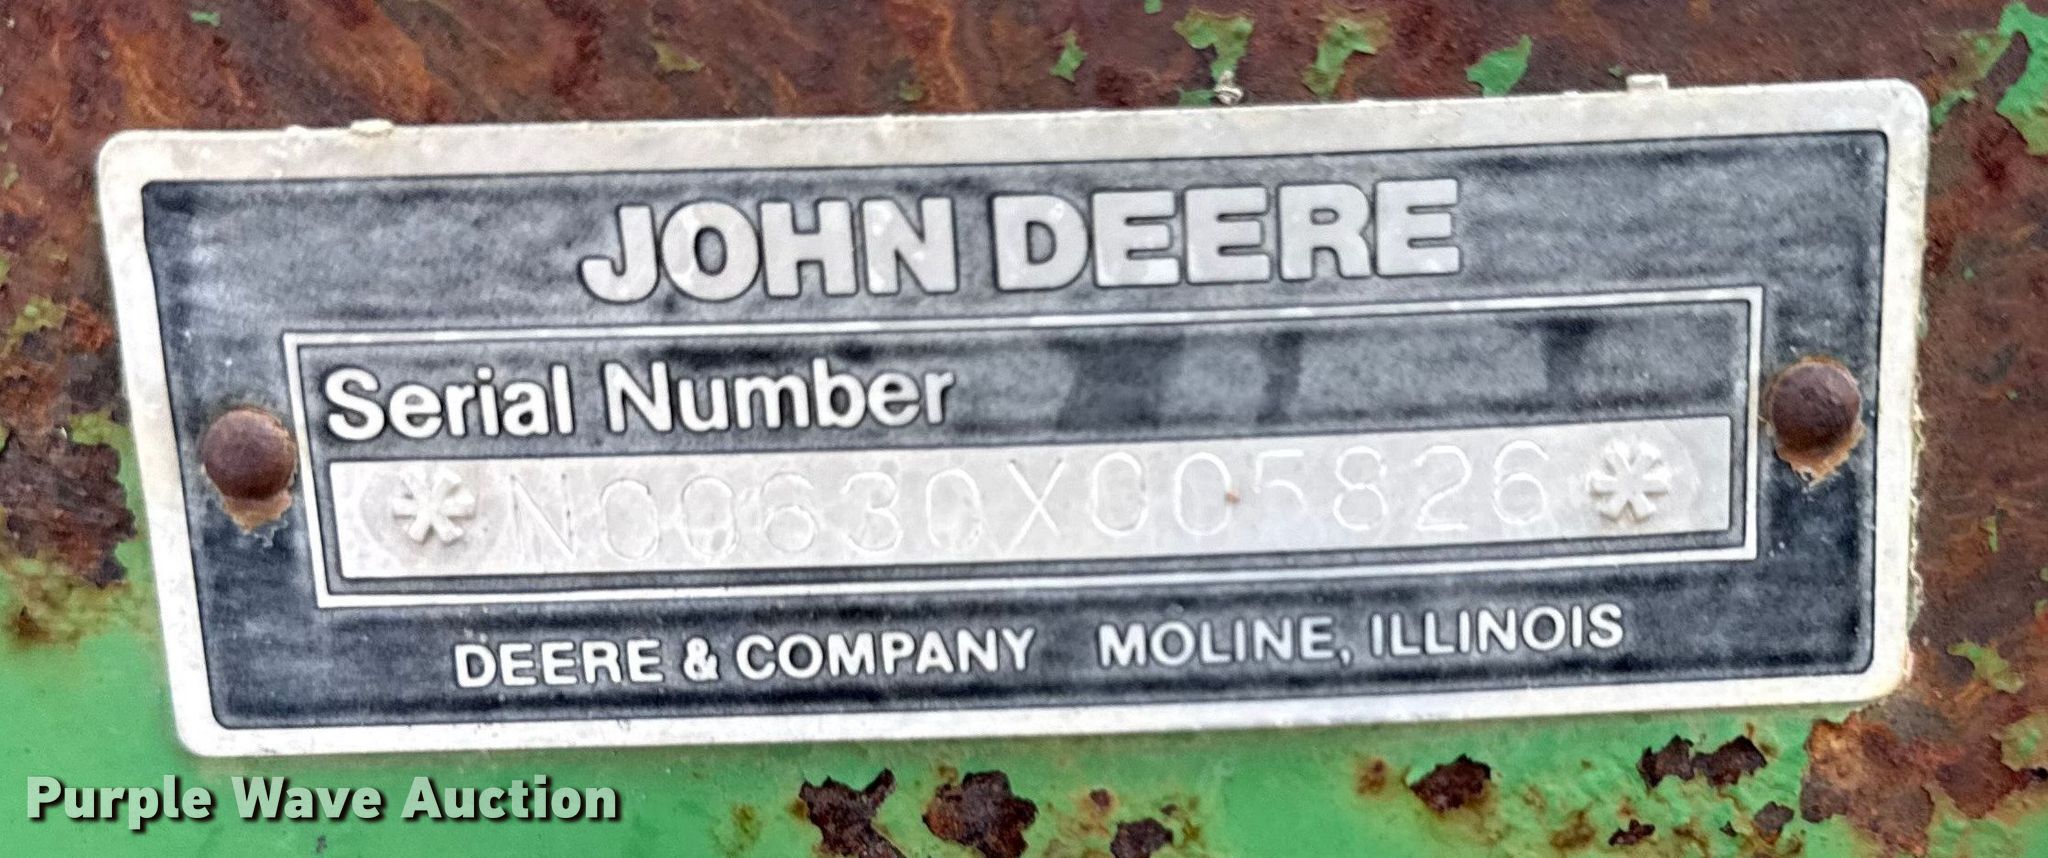 JOHN DEERE
Serial Number
*N00630X005826*
DEERE & COMPANY MOLINE, ILLINOIS
Purple Wave Auction